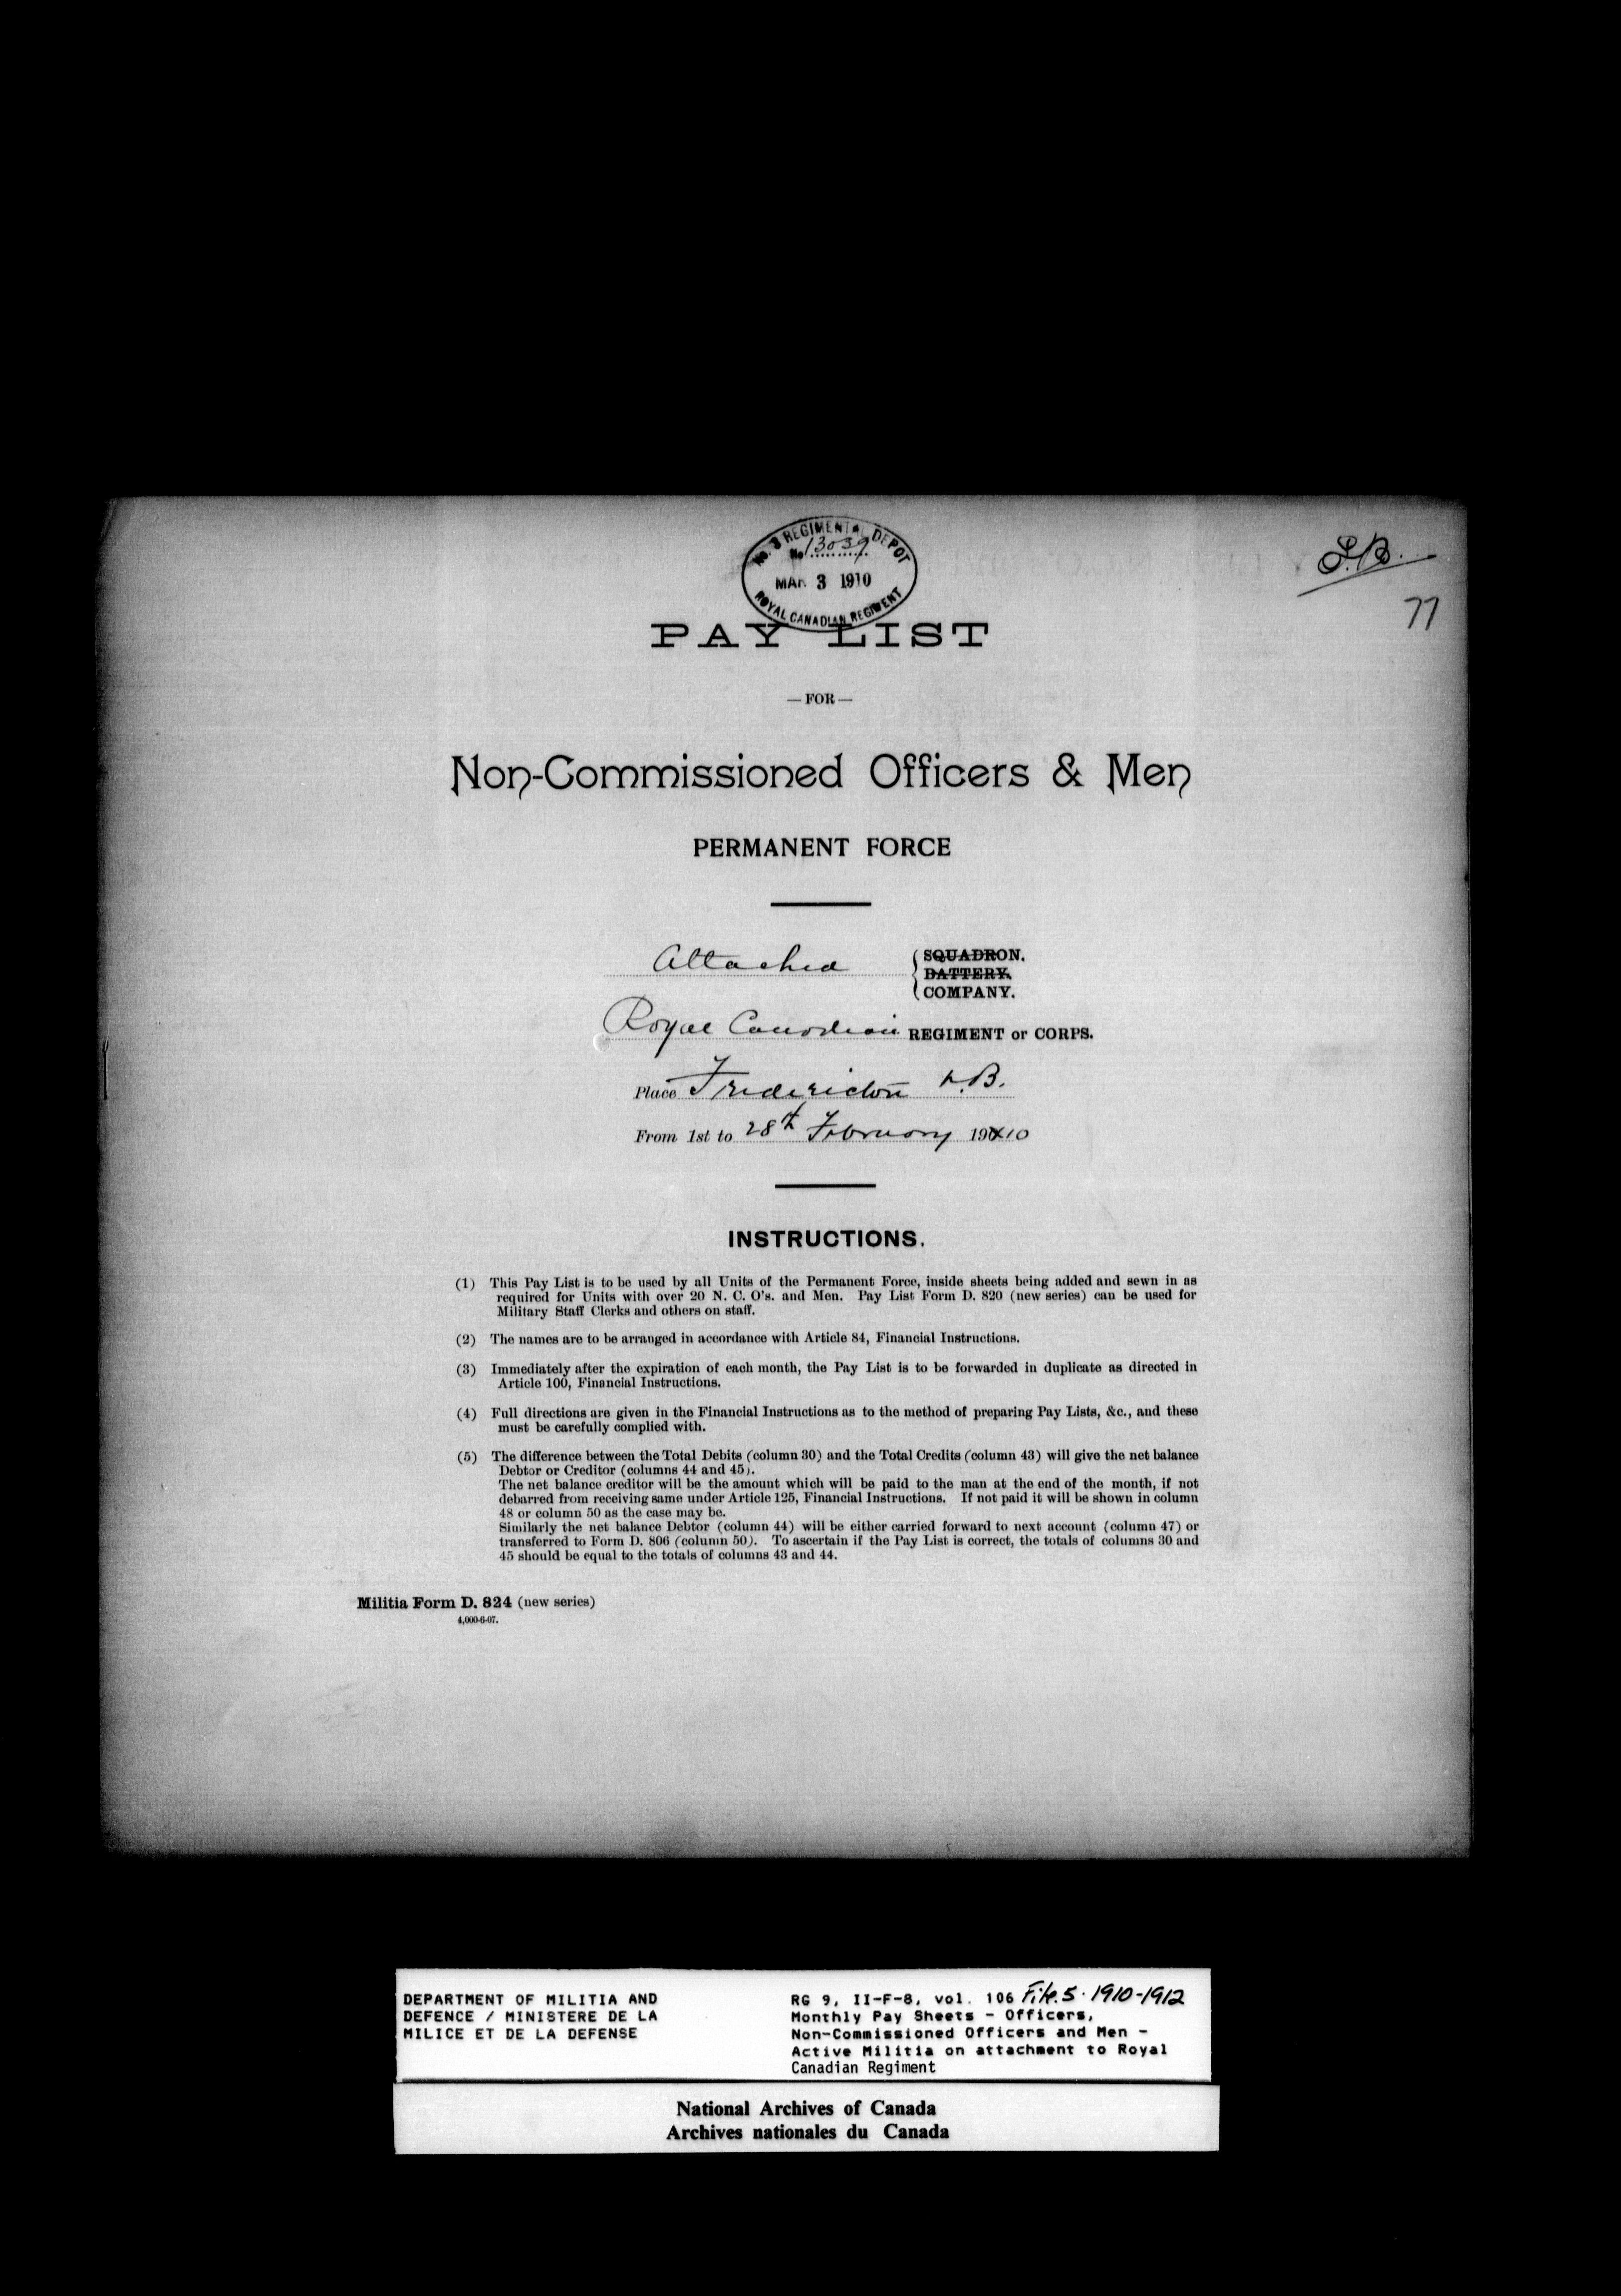 No. 3 REGIMENTAL DEPOT
No. 13039
MAR. 3 1910
ROYAL CANADIAN REGIMENT
77
PAY LIST
— FOR —
Non-Commissioned Officers & Men
PERMANENT FORCE
Attached
SQUADRON.
BATTERY.
COMPANY.
Royal Canadian REGIMENT or CORPS.
Place Fredericton N.B.
From 1st to 28th February 1910
INSTRUCTIONS.
(1) This Pay List is to be used by all Units of the Permanent Force, inside sheets being added and sewn in as
required for Units with over 20 N. C. O's. and Men. Pay List Form D. 820 (new series) can be used for
Military Staff Clerks and others on staff.
(2) The names are to be arranged in accordance with Article 84, Financial Instructions.
(3) Immediately after the expiration of each month, the Pay List is to be forwarded in duplicate as directed in
Article 100, Financial Instructions.
(4) Full directions are given in the Financial Instructions as to the method of preparing Pay Lists, &c., and these
must be carefully complied with.
(5) The difference between the Total Debits (column 30) and the Total Credits (column 43) will give the net balance
Debtor or Creditor (columns 44 and 45).
The net balance creditor will be the amount which will be paid to the man at the end of the month, if not
debarred from receiving same under Article 125, Financial Instructions. If not paid it will be shown in column
48 or column 50 as the case may be.
Similarly the net balance Debtor (column 44) will be either carried forward to next account (column 47) or
transferred to Form D. 806 (column 50). To ascertain if the Pay List is correct, the totals of columns 30 and
45 should be equal to the totals of columns 43 and 44.
Militia Form D. 824 (new series)
4,000-6-07.
DEPARTMENT OF MILITIA AND
DEFENCE / MINISTERE DE LA
MILICE ET DE LA DEFENSE
RG 9, II-F-8, vol. 106 File.5. 1910-1912
Monthly Pay Sheets - Officers,
Non-Commissioned Officers and Men -
Active Militia on attachment to Royal
Canadian Regiment
National Archives of Canada
Archives nationales du Canada